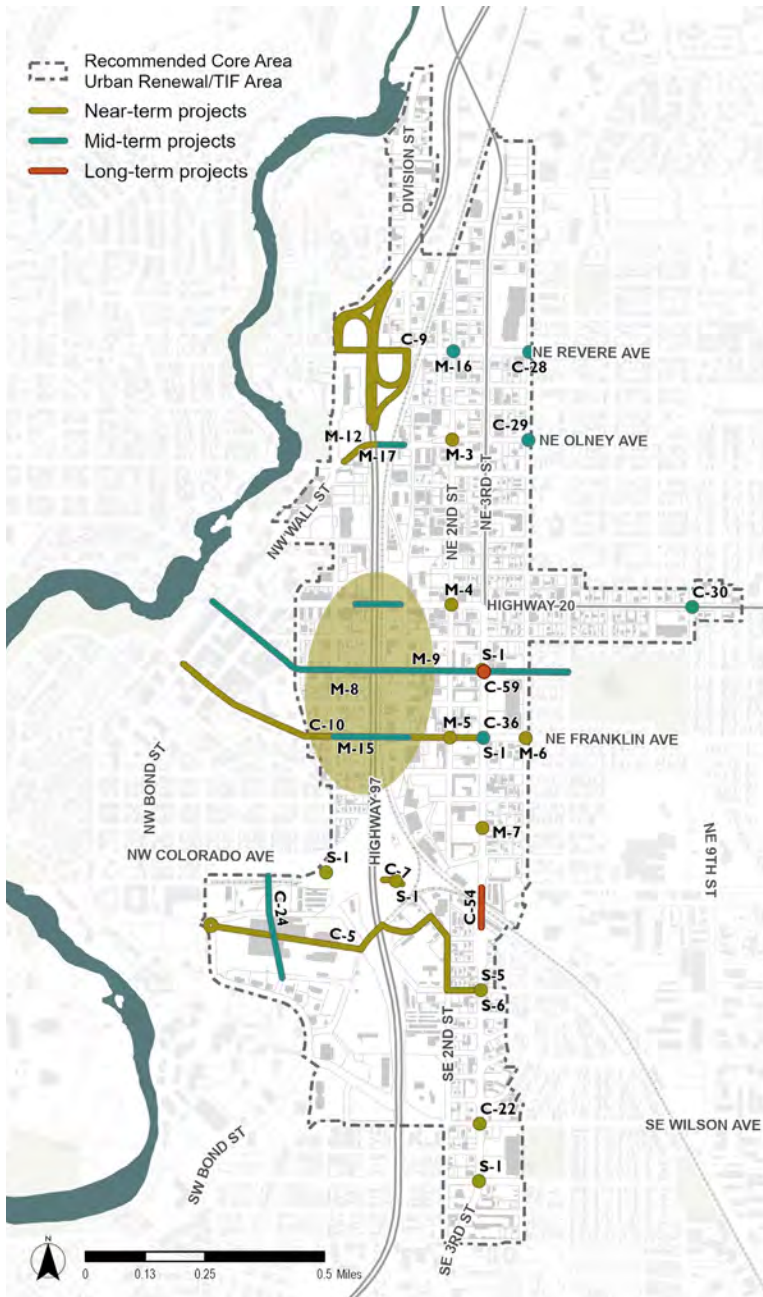 Recommended Core Area
Urban Renewal/TIF Area
Near-term projects
Mid-term projects
Long-term projects
DIVISION ST
C-9
M-16
C-28
NE REVERE AVE
M-12
M-17
M-3
C-29
NE OLNEY AVE
NE 2ND ST
NE 3RD ST
NW WALL ST
M-4
HIGHWAY 20
C-30
M-9
S-1
M-8
C-59
C-10
M-15
M-5
C-36
S-1
M-6
NE FRANKLIN AVE
NW BOND ST
HIGHWAY 97
M-7
NE 9TH ST
NW COLORADO AVE
S-1
C-7
S-1
C-24
C-54
C-5
S-5
S-6
SE 2ND ST
C-22
SE WILSON AVE
SW BOND ST
S-1
SE 3RD ST
N
0 0.13 0.25 0.5 Miles